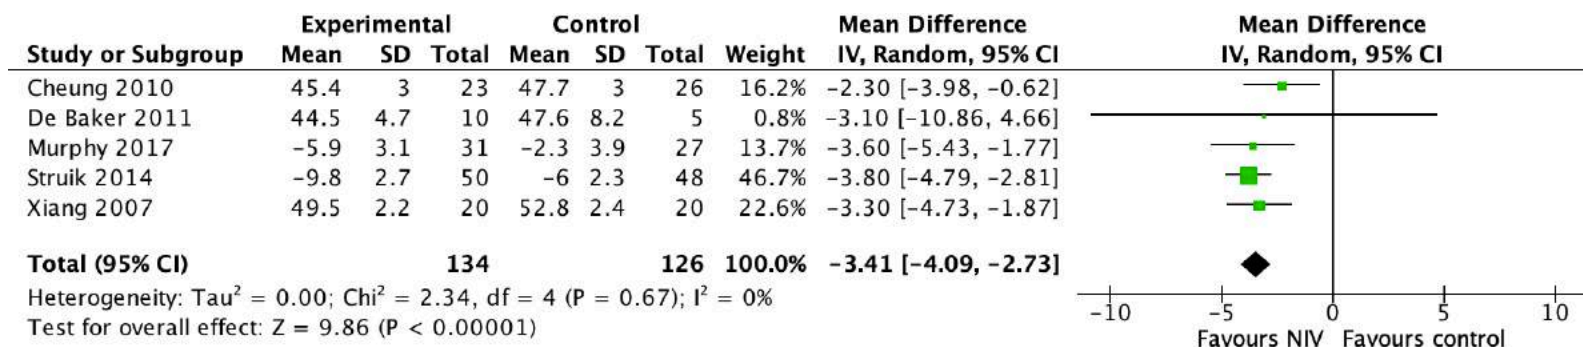 Experimental Control Mean Difference Mean Difference
Study or Subgroup Mean SD Total Mean SD Total Weight IV, Random, 95% CI IV, Random, 95% CI
Cheung 2010 45.4 3 23 47.7 3 26 16.2% −2.30 [−3.98, −0.62]
De Baker 2011 44.5 4.7 10 47.6 8.2 5 0.8% −3.10 [−10.86, 4.66]
Murphy 2017 −5.9 3.1 31 −2.3 3.9 27 13.7% −3.60 [−5.43, −1.77]
Struik 2014 −9.8 2.7 50 −6 2.3 48 46.7% −3.80 [−4.79, −2.81]
Xiang 2007 49.5 2.2 20 52.8 2.4 20 22.6% −3.30 [−4.73, −1.87]
Total (95% CI) 134 126 100.0% −3.41 [−4.09, −2.73]
Heterogeneity: Tau² = 0.00; Chi² = 2.34, df = 4 (P = 0.67); I² = 0%
Test for overall effect: Z = 9.86 (P < 0.00001)
−10 −5 0 5 10
Favours NIV Favours control